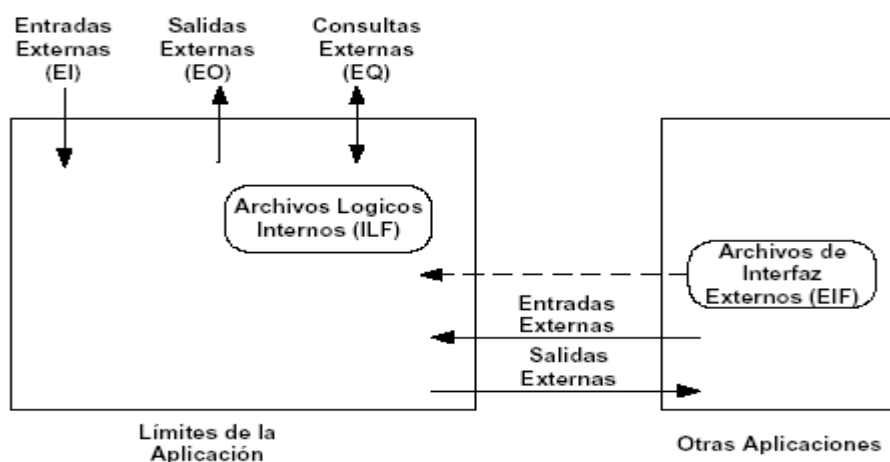 Entradas
Externas
(EI)
Salidas
Externas
(EO)
Consultas
Externas
(EQ)
Archivos Logicos
Internos (ILF)
Archivos de
Interfaz
Externos (EIF)
Entradas
Externas
Salidas
Externas
Límites de la
Aplicación
Otras Aplicaciones